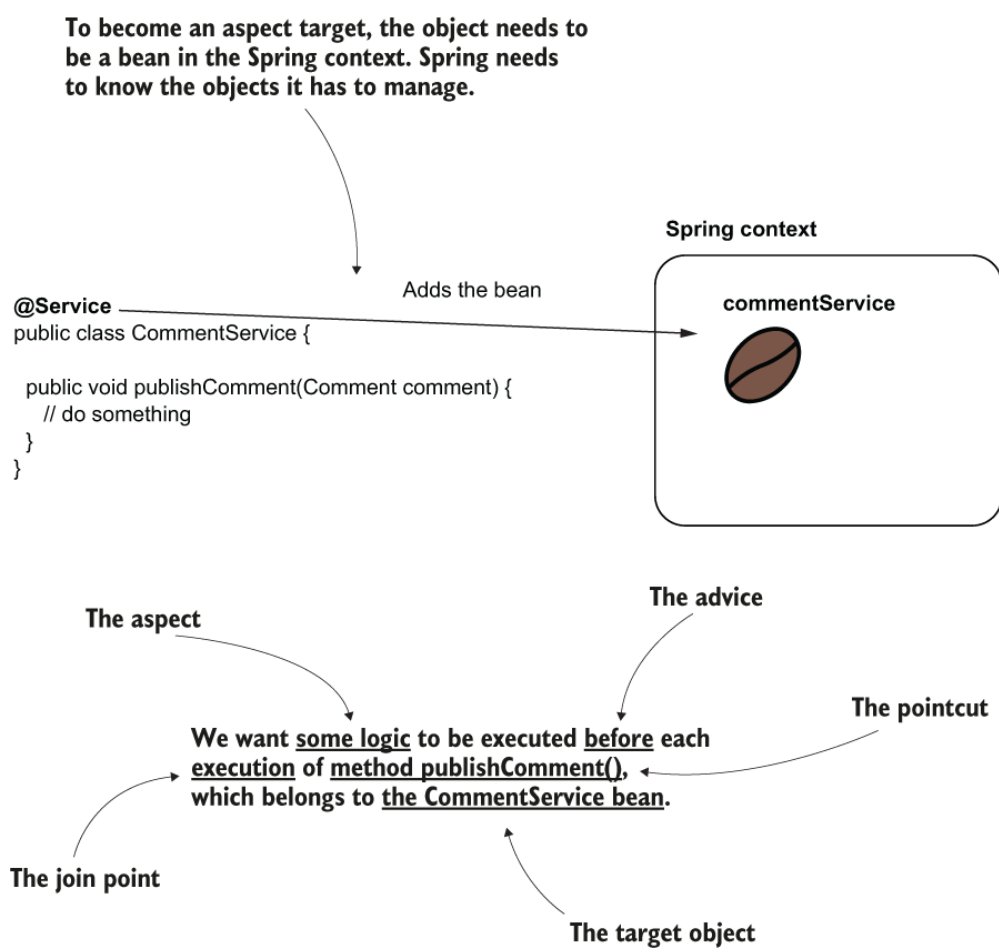 To become an aspect target, the object needs to
be a bean in the Spring context. Spring needs
to know the objects it has to manage.
Spring context
Adds the bean
commentService
@Service
public class CommentService {
public void publishComment(Comment comment) {
// do something
}
}
The advice
The aspect
The pointcut
We want some logic to be executed before each
execution of method publishComment(),
which belongs to the CommentService bean.
The join point
The target object